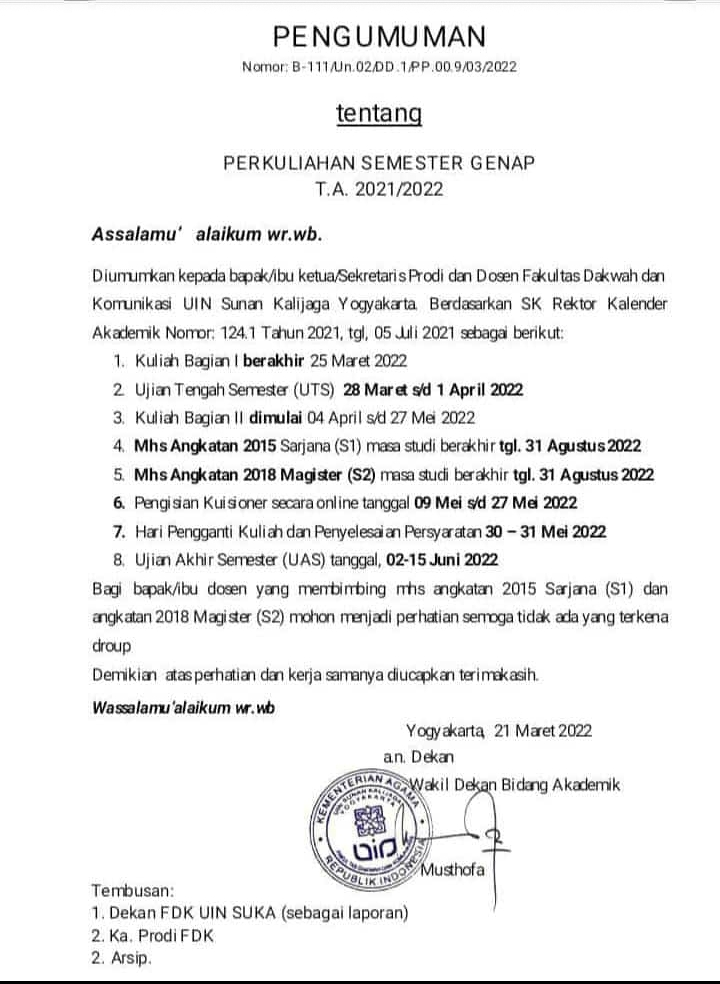 PENGUMUMAN
Nomor: B-111/Un.02/DD.1/PP.00.9/03/2022
tentang
PERKULIAHAN SEMESTER GENAP
T.A. 2021/2022
Assalamu' alaikum wr.wb.
Diumumkan kepada bapak/ibu ketua/Sekretaris Prodi dan Dosen Fakultas Dakwah dan
Komunikasi UIN Sunan Kalijaga Yogyakarta. Berdasarkan SK Rektor Kalender
Akademik Nomor: 124.1 Tahun 2021, tgl, 05 Juli 2021 sebagai berikut:
1. Kuliah Bagian I berakhir 25 Maret 2022
2. Ujian Tengah Semester (UTS) 28 Maret s/d 1 April 2022
3. Kuliah Bagian II dimulai 04 April s/d 27 Mei 2022
4. Mhs Angkatan 2015 Sarjana (S1) masa studi berakhir tgl. 31 Agustus 2022
5. Mhs Angkatan 2018 Magister (S2) masa studi berakhir tgl. 31 Agustus 2022
6. Pengisian Kuisioner secara online tanggal 09 Mei s/d 27 Mei 2022
7. Hari Pengganti Kuliah dan Penyelesaian Persyaratan 30 – 31 Mei 2022
8. Ujian Akhir Semester (UAS) tanggal, 02-15 Juni 2022
Bagi bapak/ibu dosen yang membimbing mhs angkatan 2015 Sarjana (S1) dan
angkatan 2018 Magister (S2) mohon menjadi perhatian semoga tidak ada yang terkena
droup
Demikian atas perhatian dan kerja samanya diucapkan terimakasih.
Wassalamu'alaikum wr.wb
Yogyakarta, 21 Maret 2022
an. Dekan
Wakil Dekan Bidang Akademik
KEMENTERIAN AGAMA
UIN SUNAN KALIJAGA
YOGYAKARTA
uin
REPUBLIK INDONESIA
Musthofa
Tembusan:
1. Dekan FDK UIN SUKA (sebagai laporan)
2. Ka. Prodi FDK
2. Arsip.